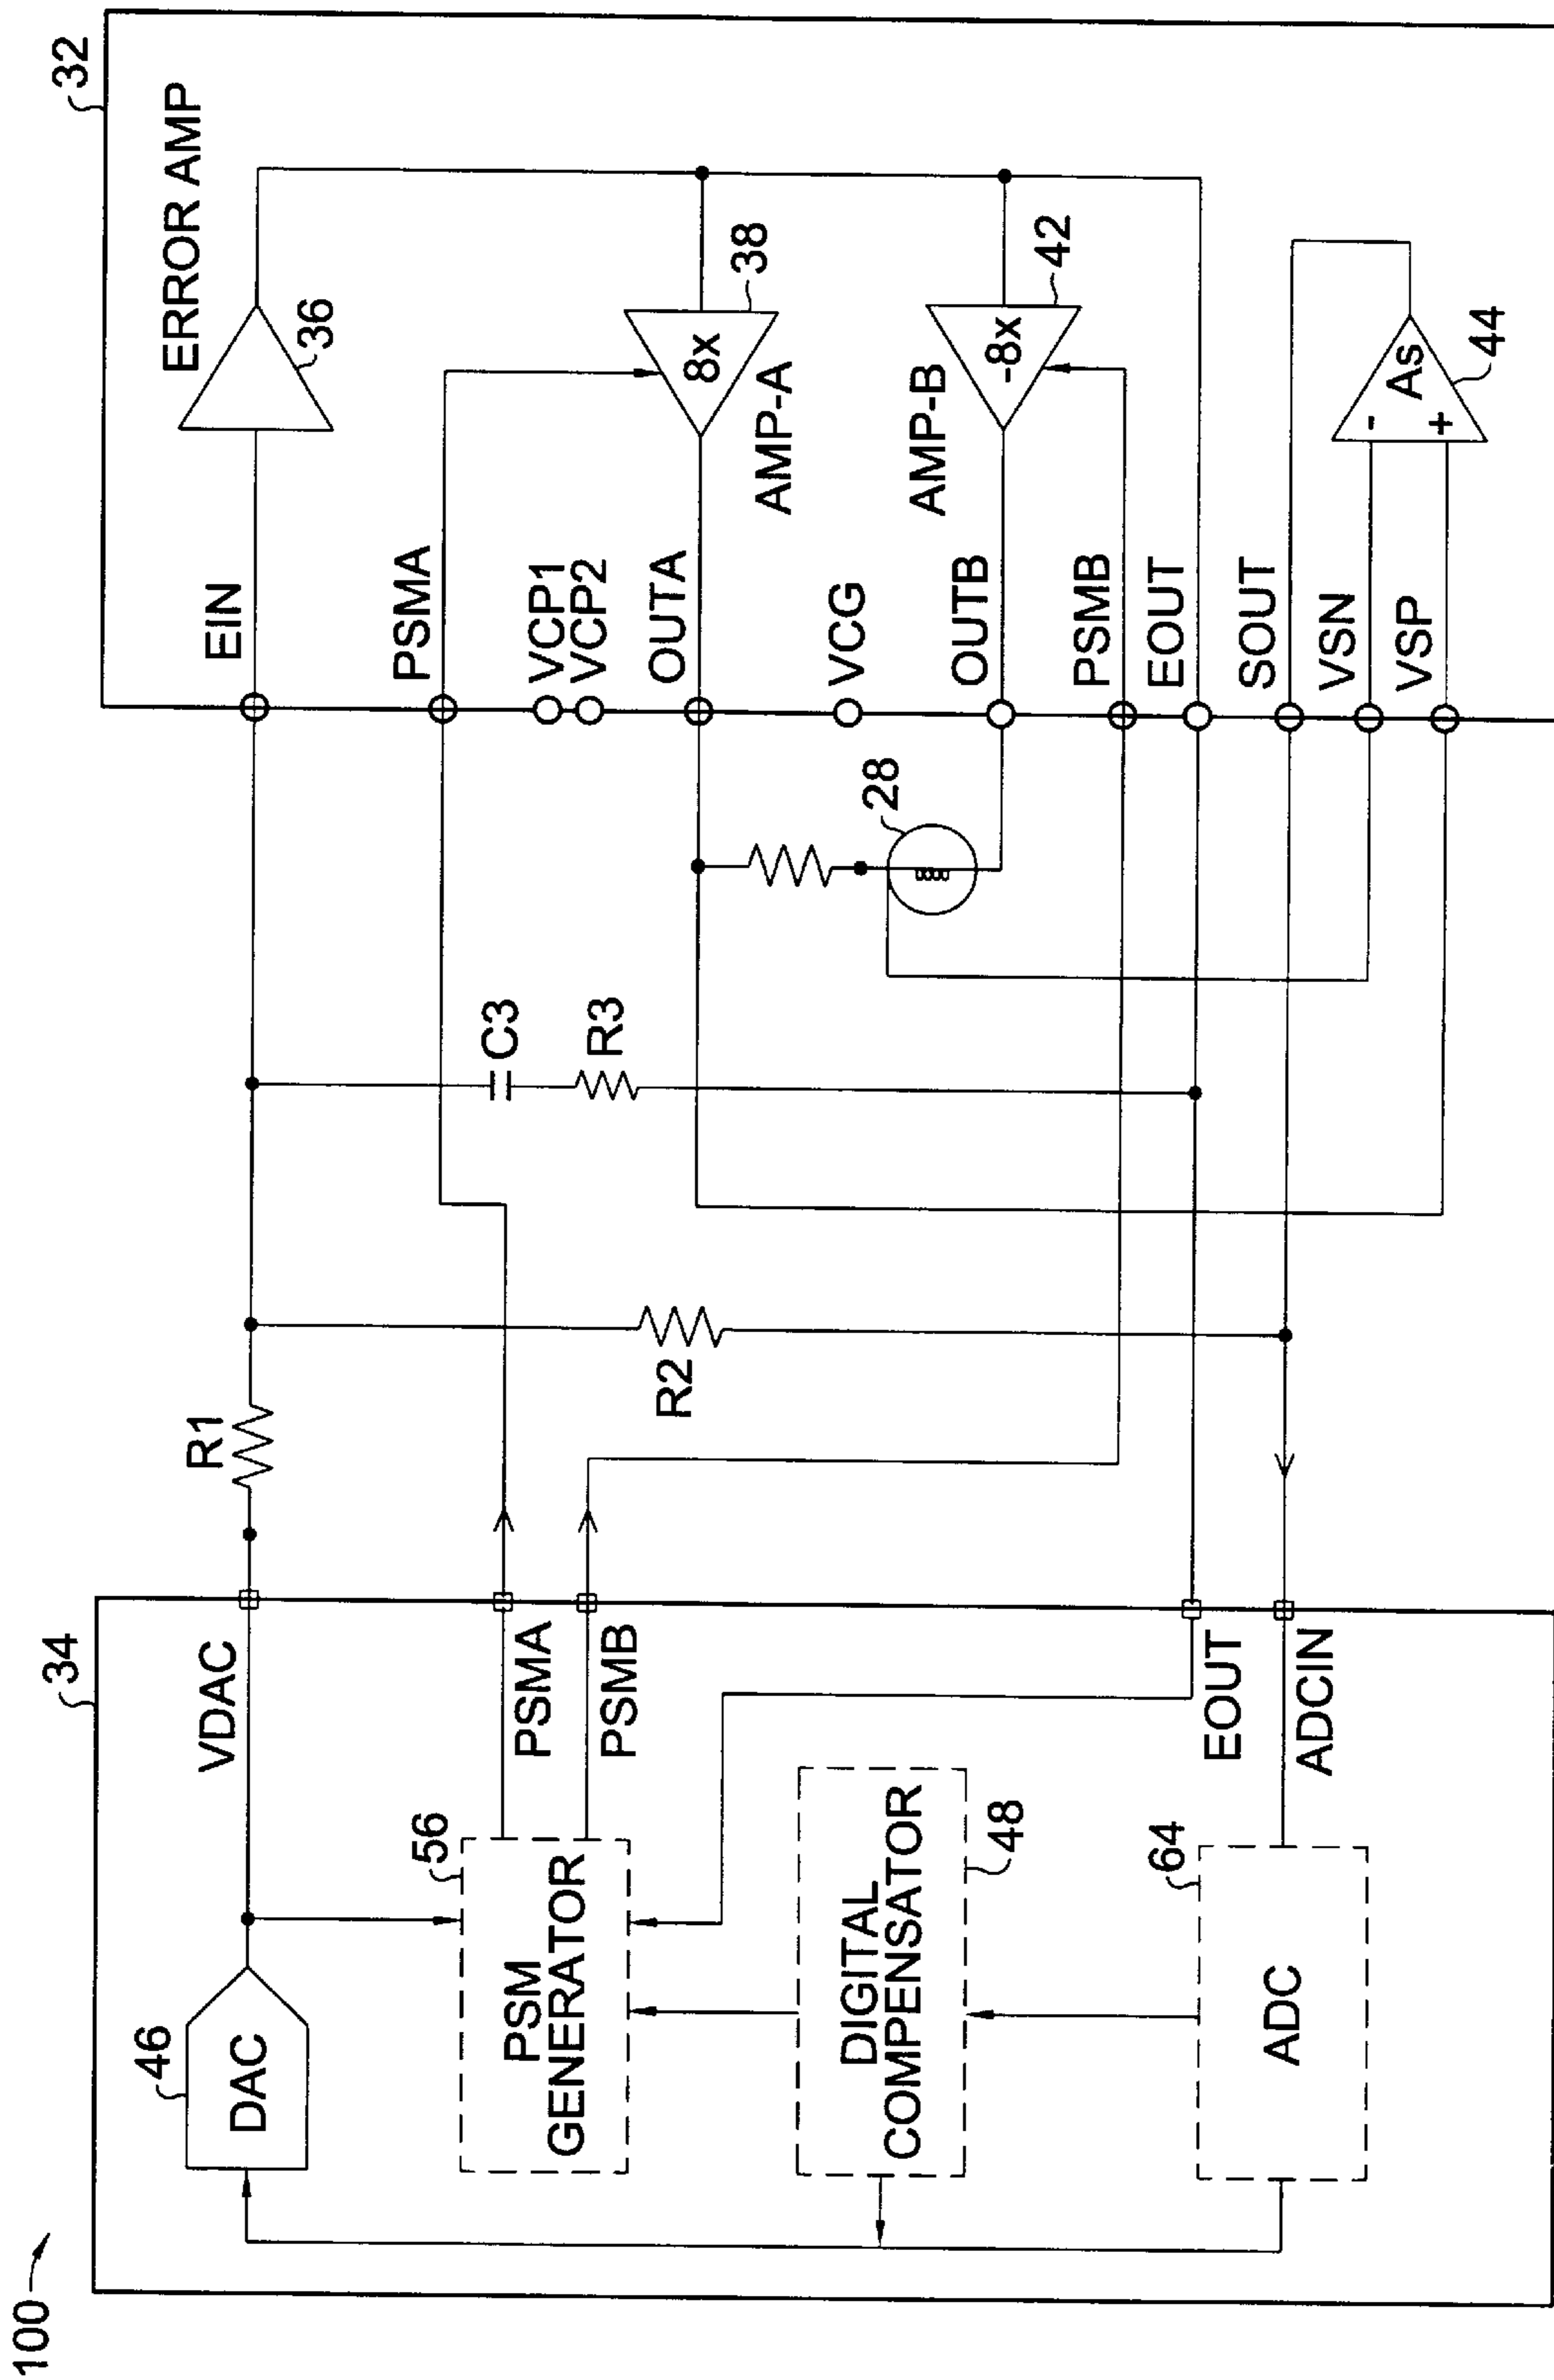 100
34
46
DAC
VDAC
56
PSM
GENERATOR
PSMA
PSMB
DIGITAL
COMPENSATOR
48
64
ADC
EOUT
ADCIN
R1
R2
C3
R3
28
32
EIN
ERROR AMP
36
PSMA
VCP1
VCP2
OUTA
8x
38
AMP-A
VCG
OUTB
AMP-B
-8x
42
PSMB
EOUT
SOUT
VSN
VSP
-
+
As
44